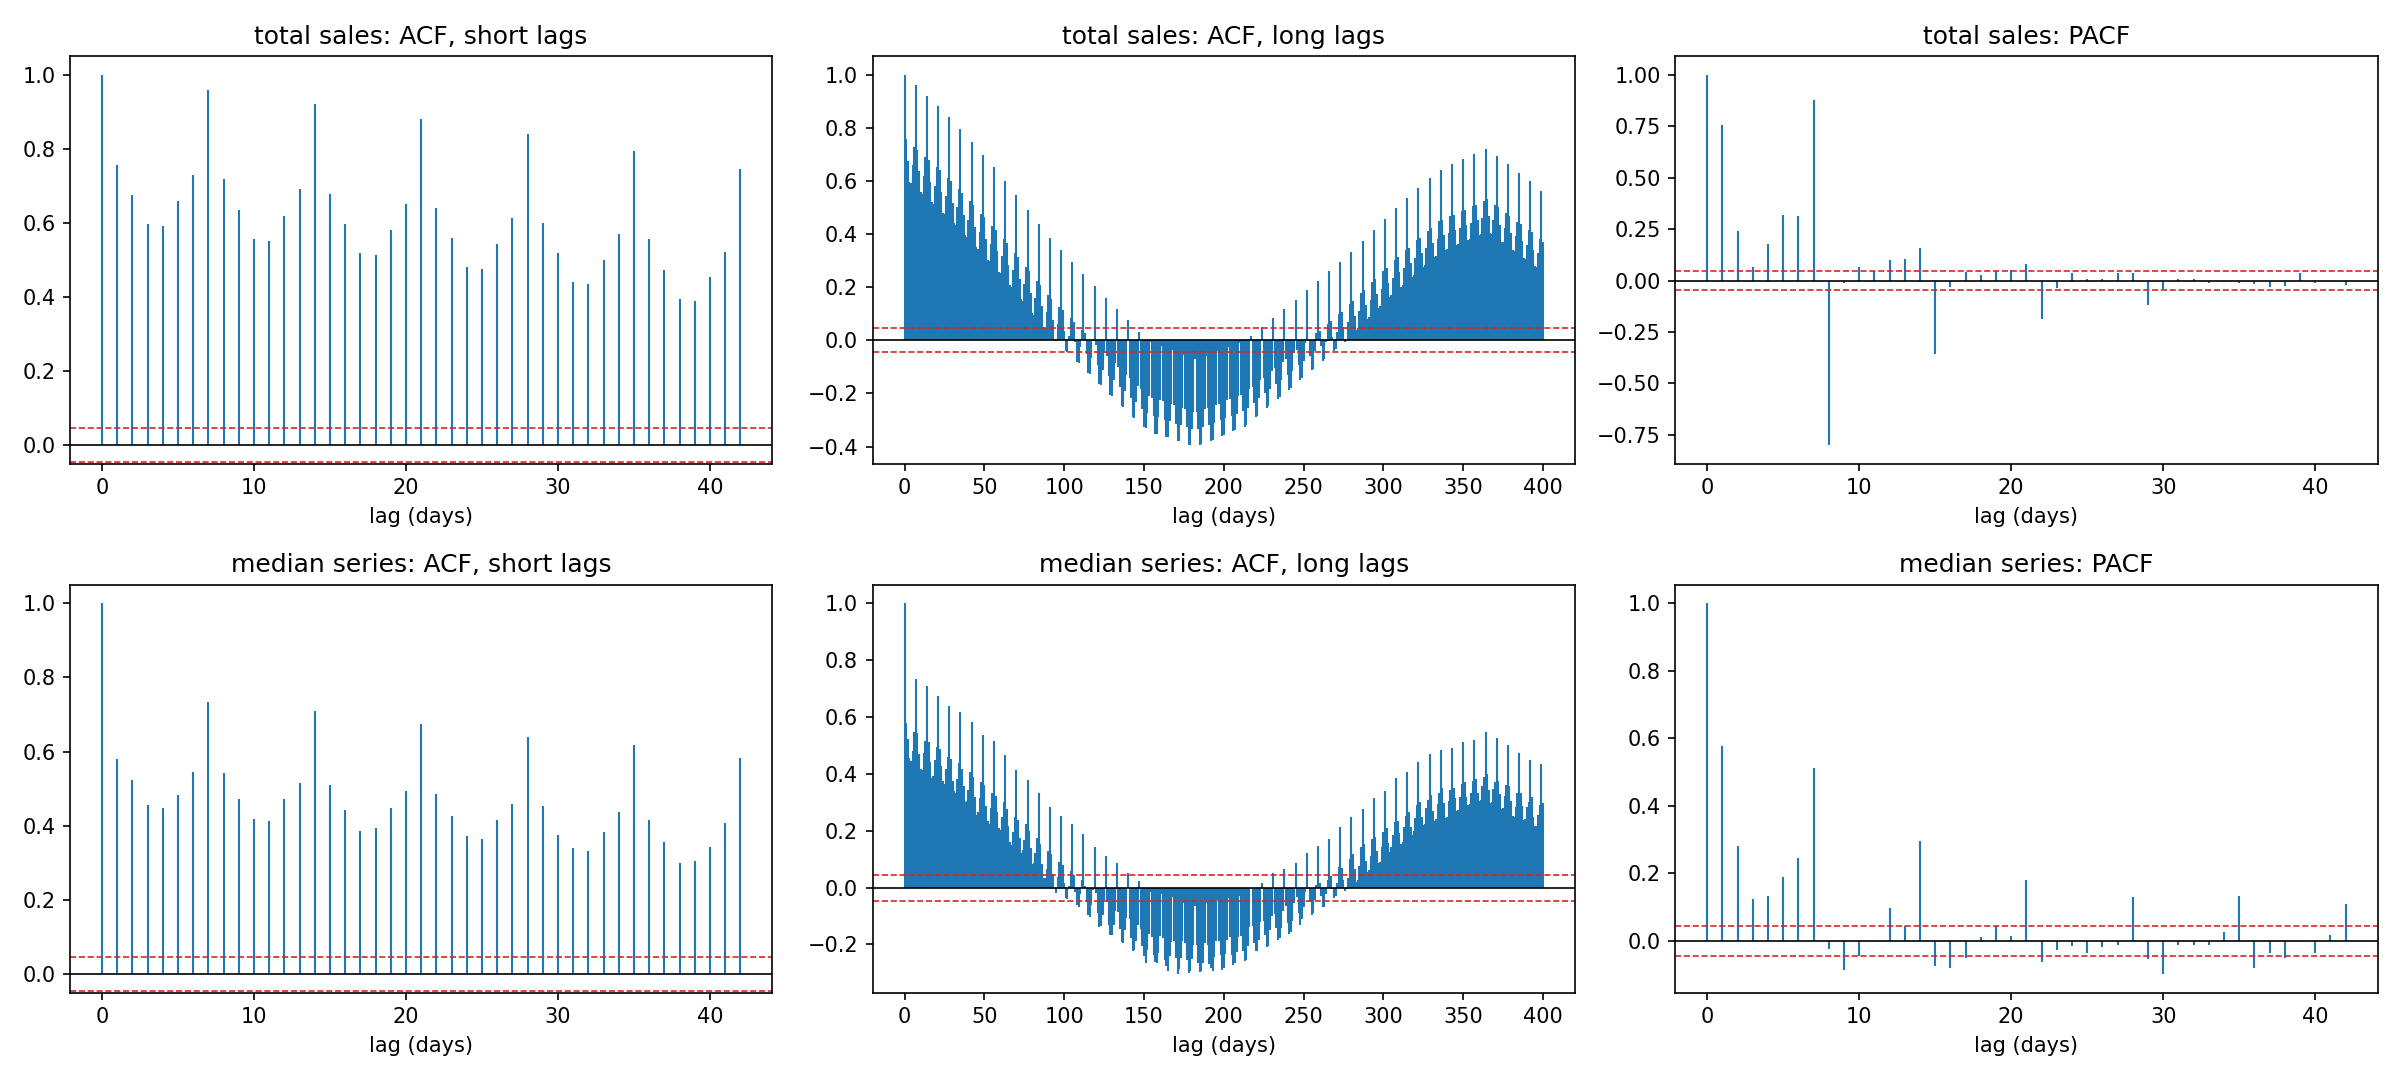 total sales: ACF, short lags
1.0
0.8
0.6
0.4
0.2
0.0
0 10 20 30 40
lag (days)
total sales: ACF, long lags
1.0
0.8
0.6
0.4
0.2
0.0
−0.2
−0.4
0 50 100 150 200 250 300 350 400
lag (days)
total sales: PACF
1.00
0.75
0.50
0.25
0.00
−0.25
−0.50
−0.75
0 10 20 30 40
lag (days)
median series: ACF, short lags
1.0
0.8
0.6
0.4
0.2
0.0
0 10 20 30 40
lag (days)
median series: ACF, long lags
1.0
0.8
0.6
0.4
0.2
0.0
−0.2
0 50 100 150 200 250 300 350 400
lag (days)
median series: PACF
1.0
0.8
0.6
0.4
0.2
0.0
0 10 20 30 40
lag (days)